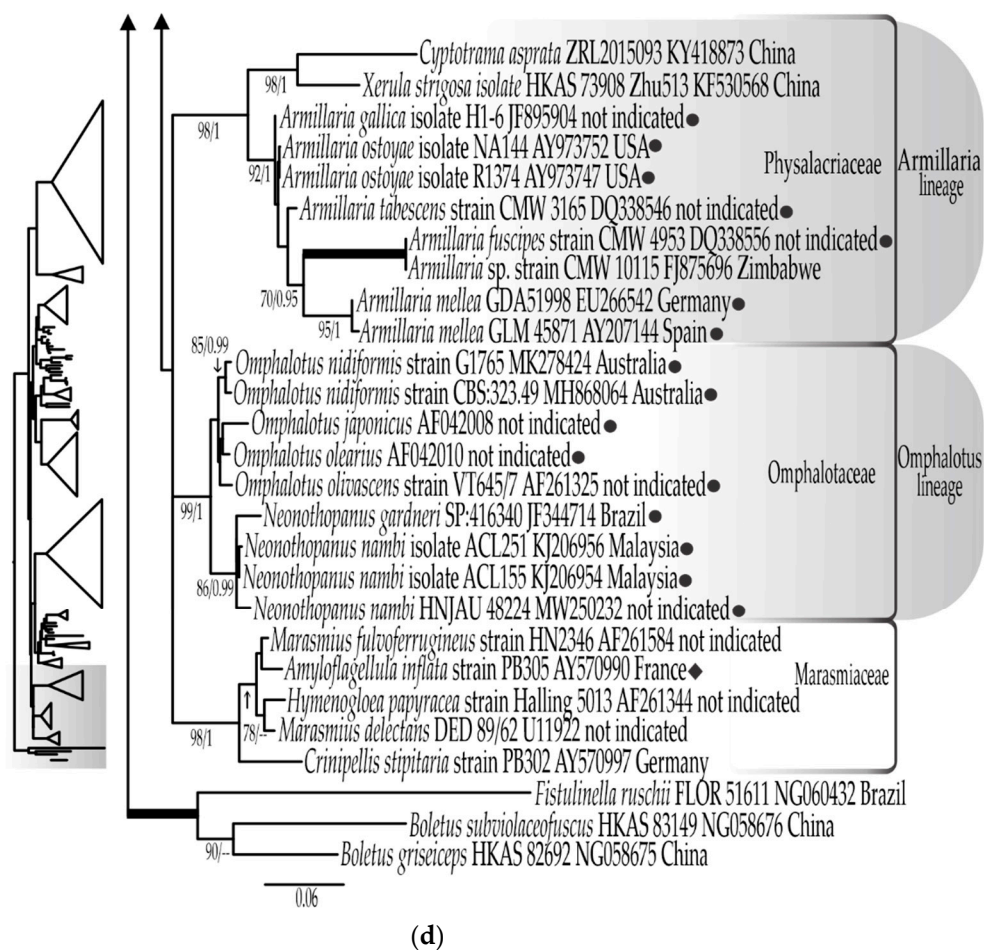 Cyptotrama asprata ZRL2015093 KY418873 China
98/1
Xerula strigosa isolate HKAS 73908 Zhu513 KF530568 China
98/1
Armillaria gallica isolate H1-6 JF895904 not indicated●
Armillaria ostoyae isolate NA144 AY973752 USA●
92/1
Armillaria ostoyae isolate R1374 AY973747 USA●
Armillaria tabescens strain CMW 3165 DQ338546 not indicated●
Armillaria fuscipes strain CMW 4953 DQ338556 not indicated●
Armillaria sp. strain CMW 10115 FJ875696 Zimbabwe
70/0.95
Armillaria mellea GDA51998 EU266542 Germany●
95/1
Armillaria mellea GLM 45871 AY207144 Spain●
Physalacriaceae
Armillaria
lineage
85/0.99
Omphalotus nidiformis strain G1765 MK278424 Australia●
Omphalotus nidiformis strain CBS:323.49 MH868064 Australia●
Omphalotus japonicus AF042008 not indicated●
Omphalotus olearius AF042010 not indicated●
Omphalotus olivascens strain VT645/7 AF261325 not indicated●
99/1
Neonothopanus gardneri SP:416340 JF344714 Brazil●
Neonothopanus nambi isolate ACL251 KJ206956 Malaysia●
Neonothopanus nambi isolate ACL155 KJ206954 Malaysia●
86/0.99
Neonothopanus nambi HNJAU 48224 MW250232 not indicated●
Omphalotaceae
Omphalotus
lineage
Marasmius fulvoferrugineus strain HN2346 AF261584 not indicated
Amyloflagellula inflata strain PB305 AY570990 France◆
Hymenogloea papyracea strain Halling 5013 AF261344 not indicated
78/--
Marasmius delectans DED 89/62 U11922 not indicated
98/1
Crinipellis stipitaria strain PB302 AY570997 Germany
Marasmiaceae
Fistulinella ruschii FLOR 51611 NG060432 Brazil
Boletus subviolaceofuscus HKAS 83149 NG058676 China
90/--
Boletus griseiceps HKAS 82692 NG058675 China
0.06
(d)